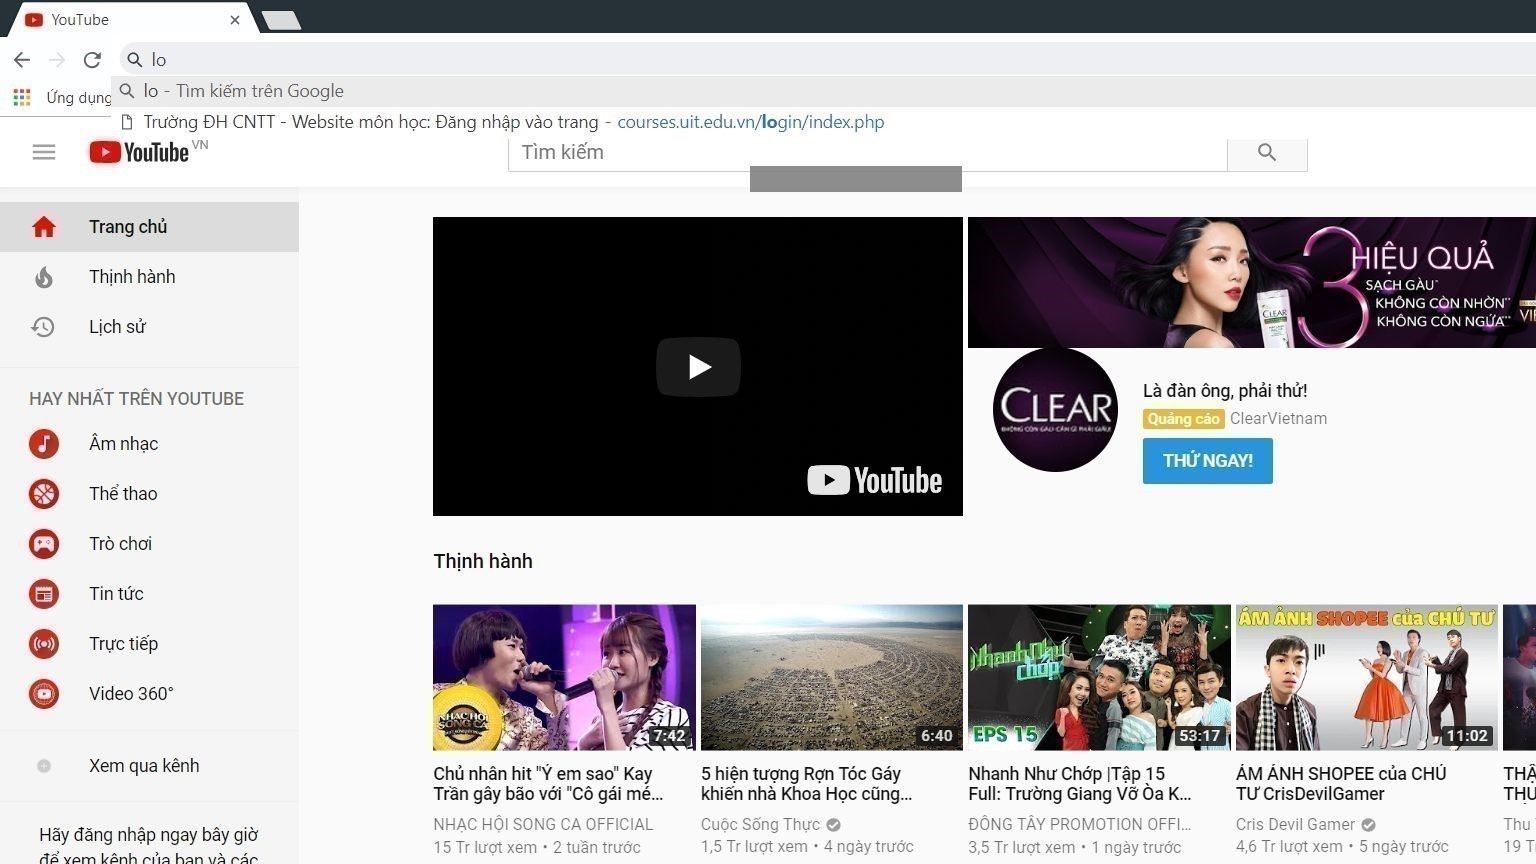 YouTube
lo
lo - Tìm kiếm trên Google
Ứng dụng
Trường ĐH CNTT - Website môn học: Đăng nhập vào trang - courses.uit.edu.vn/login/index.php
YouTube VN
Tìm kiếm
Trang chủ
Thịnh hành
Lịch sử
HAY NHẤT TRÊN YOUTUBE
Âm nhạc
Thể thao
Trò chơi
Tin tức
Trực tiếp
Video 360°
Xem qua kênh
Hãy đăng nhập ngay bây giờ
để xem kênh của bạn và các
YouTube
3 HIỆU QUẢ
SẠCH GÀU*
KHÔNG CÒN NHỜN**
KHÔNG CÒN NGỨA***
CLEAR
CLEAR
Là đàn ông, phải thử!
Quảng cáo ClearVietnam
THỬ NGAY!
Thịnh hành
NHẠC HỘI
SONG CA
7:42
Chủ nhân hit "Ý em sao" Kay
Trần gây bão với "Cô gái mé...
NHẠC HỘI SONG CA OFFICIAL
15 Tr lượt xem • 2 tuần trước
6:40
5 hiện tượng Rợn Tóc Gáy
khiến nhà Khoa Học cũng...
Cuộc Sống Thực
1,5 Tr lượt xem • 4 ngày trước
Nhanh Như
chớp
EPS 15
53:17
Nhanh Như Chớp |Tập 15
Full: Trường Giang Vỡ Òa K...
ĐÔNG TÂY PROMOTION OFFI...
3,5 Tr lượt xem • 1 ngày trước
ÁM ẢNH SHOPEE của CHÚ TƯ
11:02
ÁM ẢNH SHOPEE của CHÚ
TƯ CrisDevilGamer
Cris Devil Gamer
4,6 Tr lượt xem • 5 ngày trước
THẬ
THU
Thu
19 T